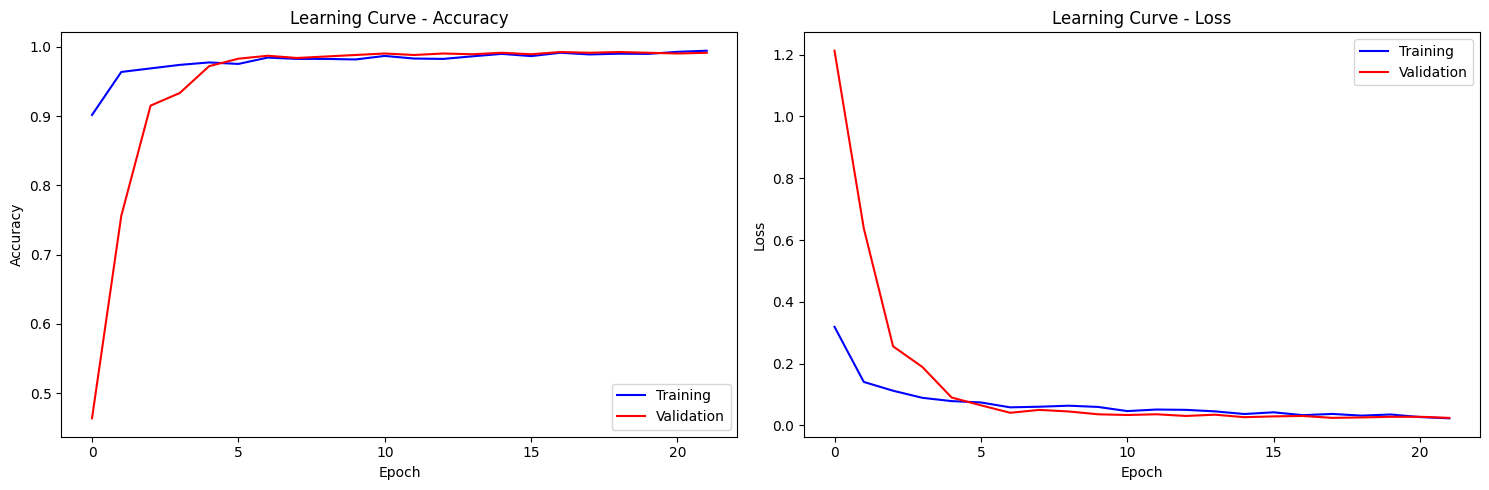 Learning Curve - Accuracy
1.0
0.9
0.8
0.7
0.6
0.5
Accuracy
0 5 10 15 20
Epoch
Training
Validation
Learning Curve - Loss
1.2
1.0
0.8
0.6
0.4
0.2
0.0
Loss
0 5 10 15 20
Epoch
Training
Validation